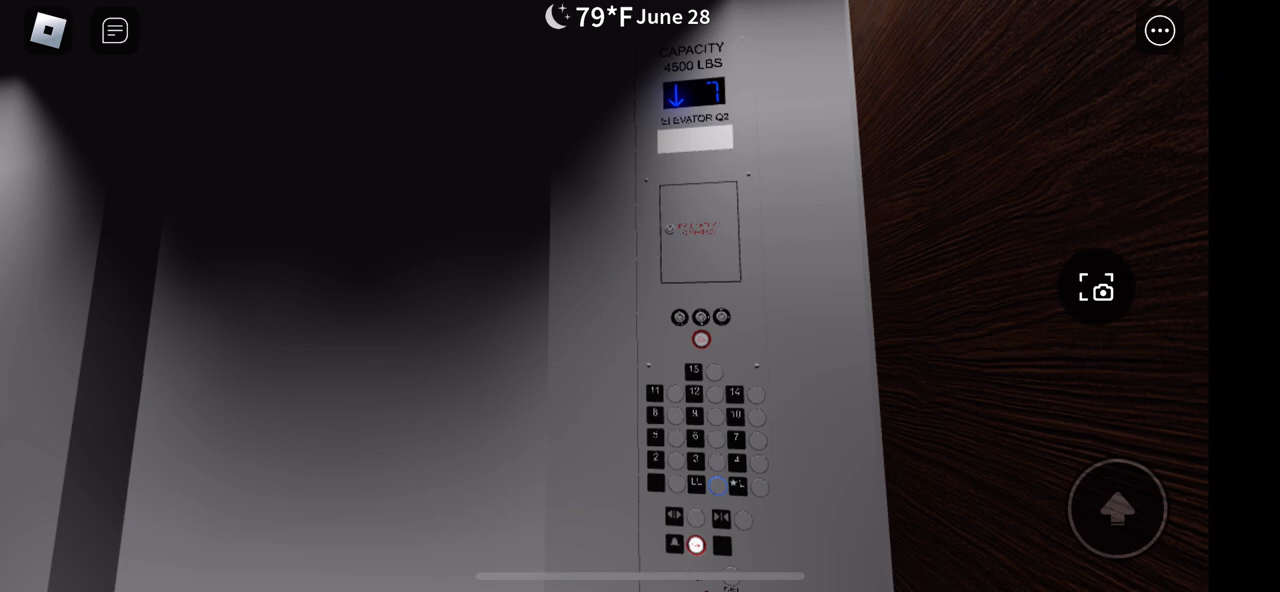 79*F June 28
CAPACITY
4500 LBS
↓ 7
ELEVATOR Q2
15
11 12 14
8 9 10
5 6 7
2 3 4
LL ★L